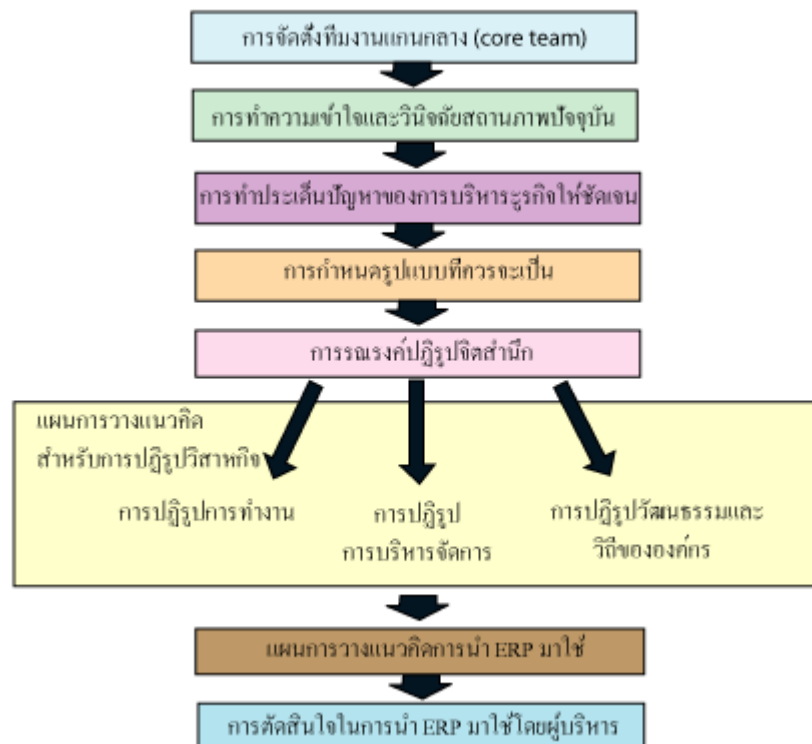 การจัดตั้งทีมงานแกนกลาง (core team)
การทำความเข้าใจและวินิจฉัยสถานภาพปัจจุบัน
การทำประเด็นปัญหาของการบริหาระุรกิจให้ชัดเจน
การกำหนดรูปแบบที่ควรจะเป็น
การรณรงค์ปฏิรูปจิตสำนึก
แผนการวางแนวคิด
สำหรับการปฏิรูปวิสาหกิจ
การปฏิรูปการทำงาน
การปฏิรูป
การบริหารจัดการ
การปฏิรูปวัฒนธรรมและ
วิถีขององค์กร
แผนการวางแนวคิดการนำ ERP มาใช้
การตัดสินใจในการนำ ERP มาใช้โดยผู้บริหาร